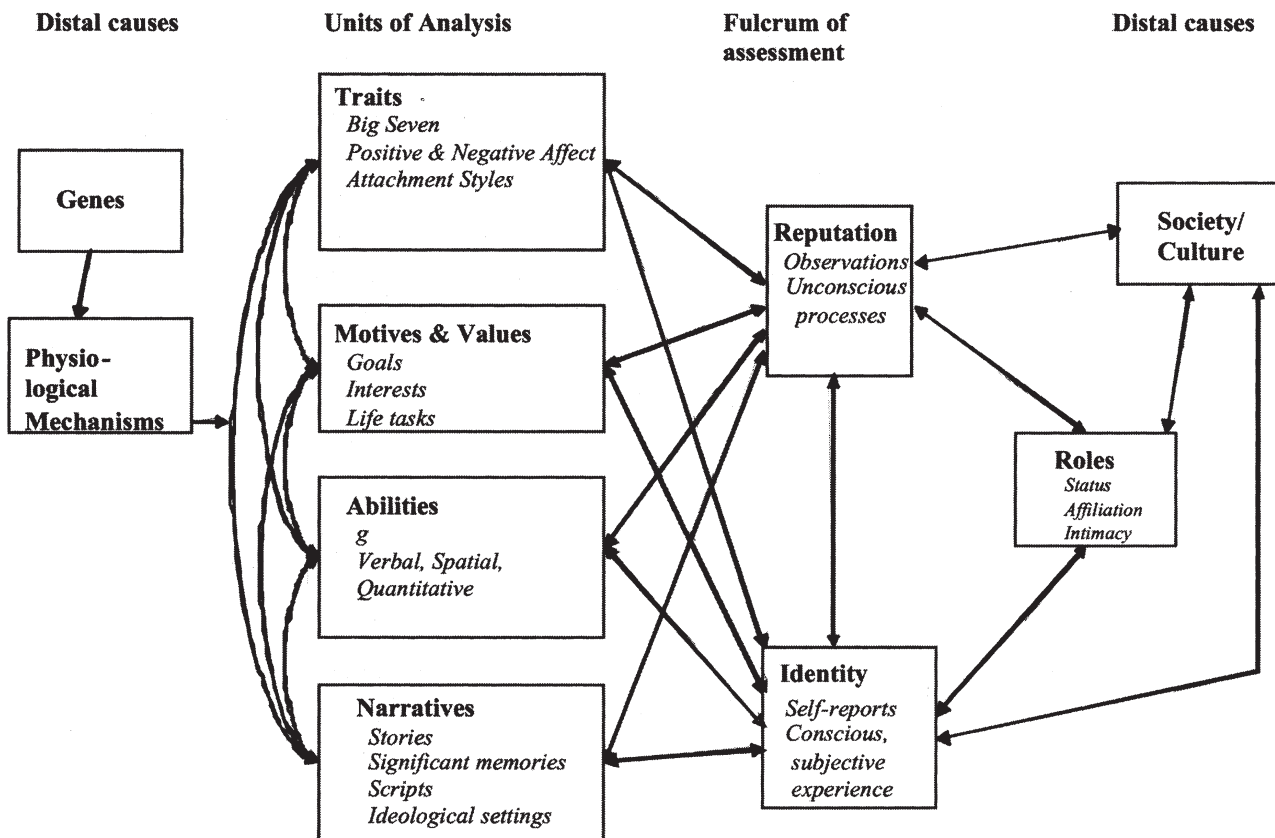 Distal causes
Units of Analysis
Fulcrum of
assessment
Distal causes
Genes
Physio-
logical
Mechanisms
Traits
Big Seven
Positive & Negative Affect
Attachment Styles
Motives & Values
Goals
Interests
Life tasks
Abilities
g
Verbal, Spatial,
Quantitative
Narratives
Stories
Significant memories
Scripts
Ideological settings
Reputation
Observations
Unconscious
processes
Identity
Self-reports
Conscious,
subjective
experience
Society/
Culture
Roles
Status
Affiliation
Intimacy